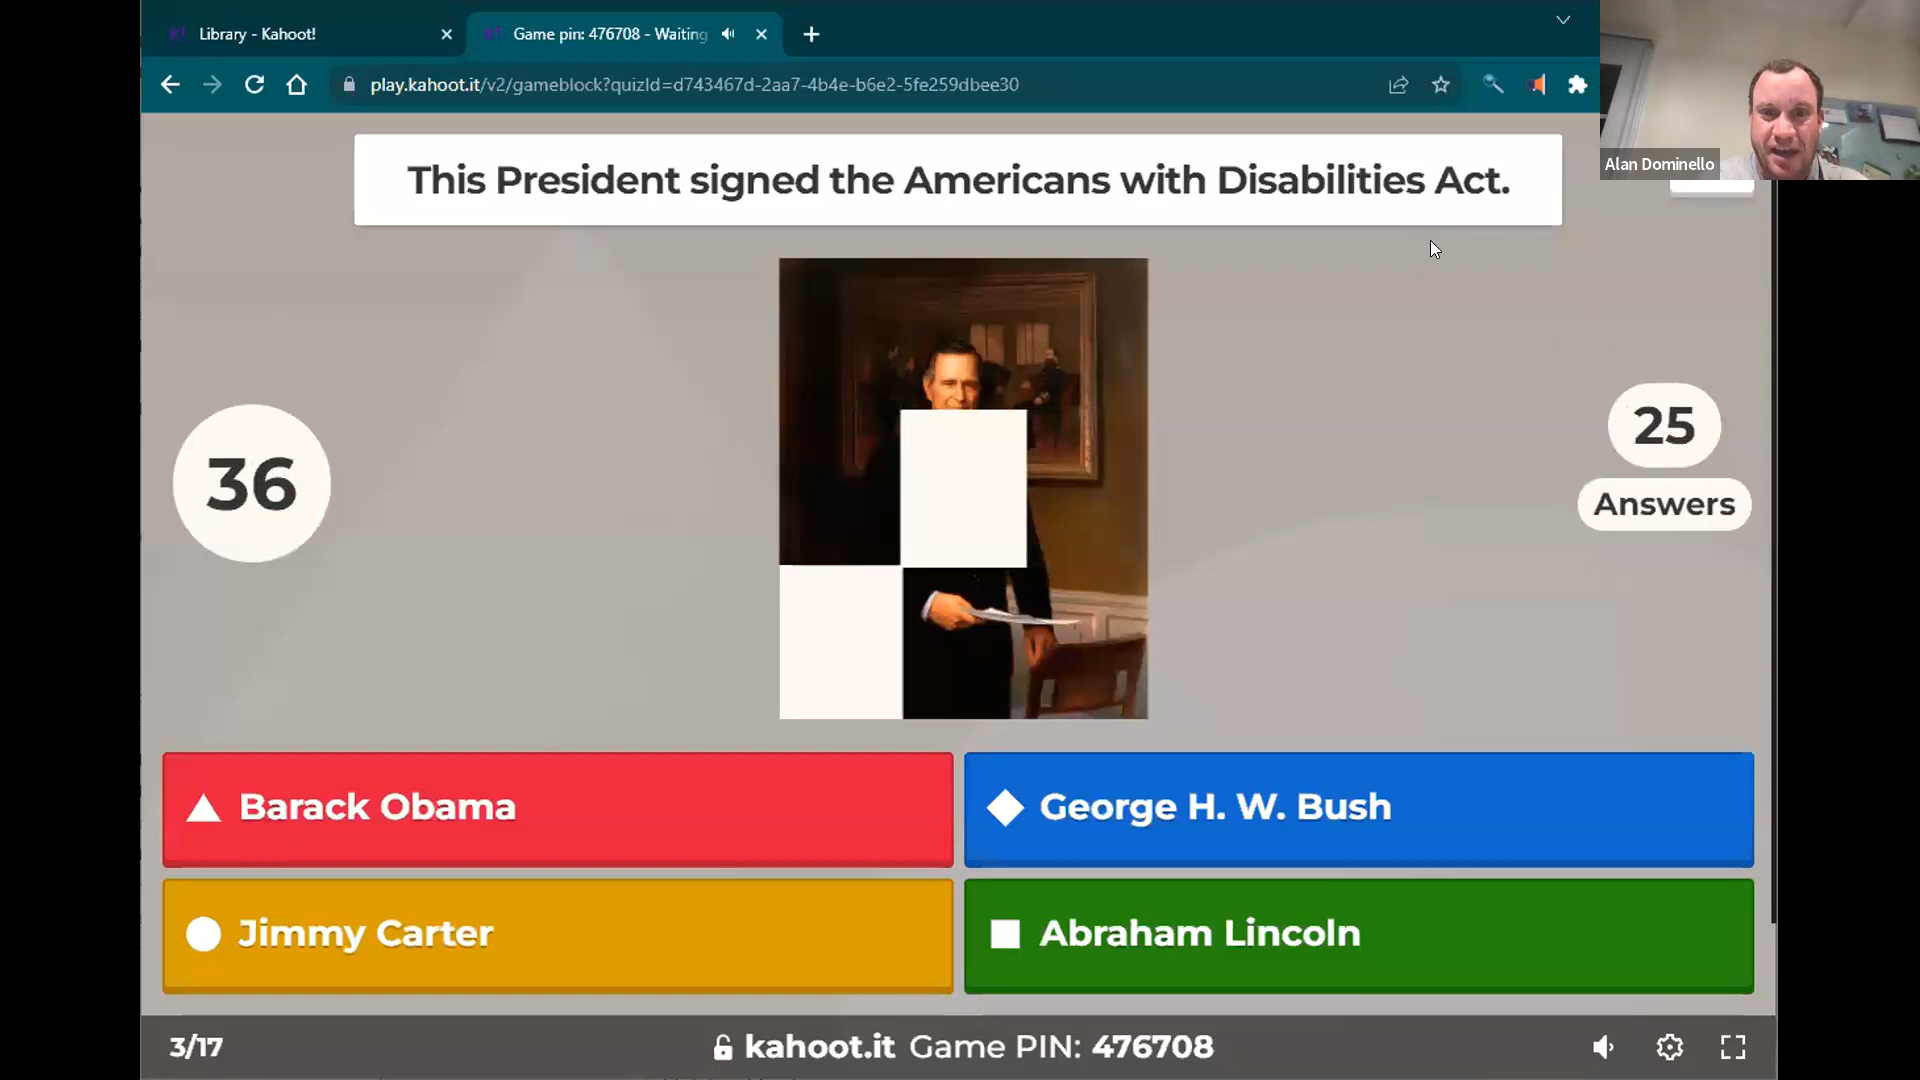 Library - Kahoot!
Game pin: 476708 - Waiting
play.kahoot.it/v2/gameblock?quizId=d743467d-2aa7-4b4e-b6e2-5fe259dbee30
Alan Dominello
This President signed the Americans with Disabilities Act.
36
25
Answers
Barack Obama
George H. W. Bush
Jimmy Carter
Abraham Lincoln
3/17
kahoot.it Game PIN: 476708